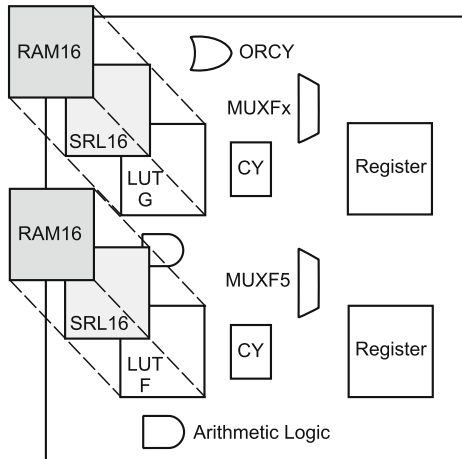 RAM16
ORCY
MUXFx
SRL16
LUT
G
CY
Register
RAM16
MUXF5
SRL16
LUT
F
CY
Register
Arithmetic Logic